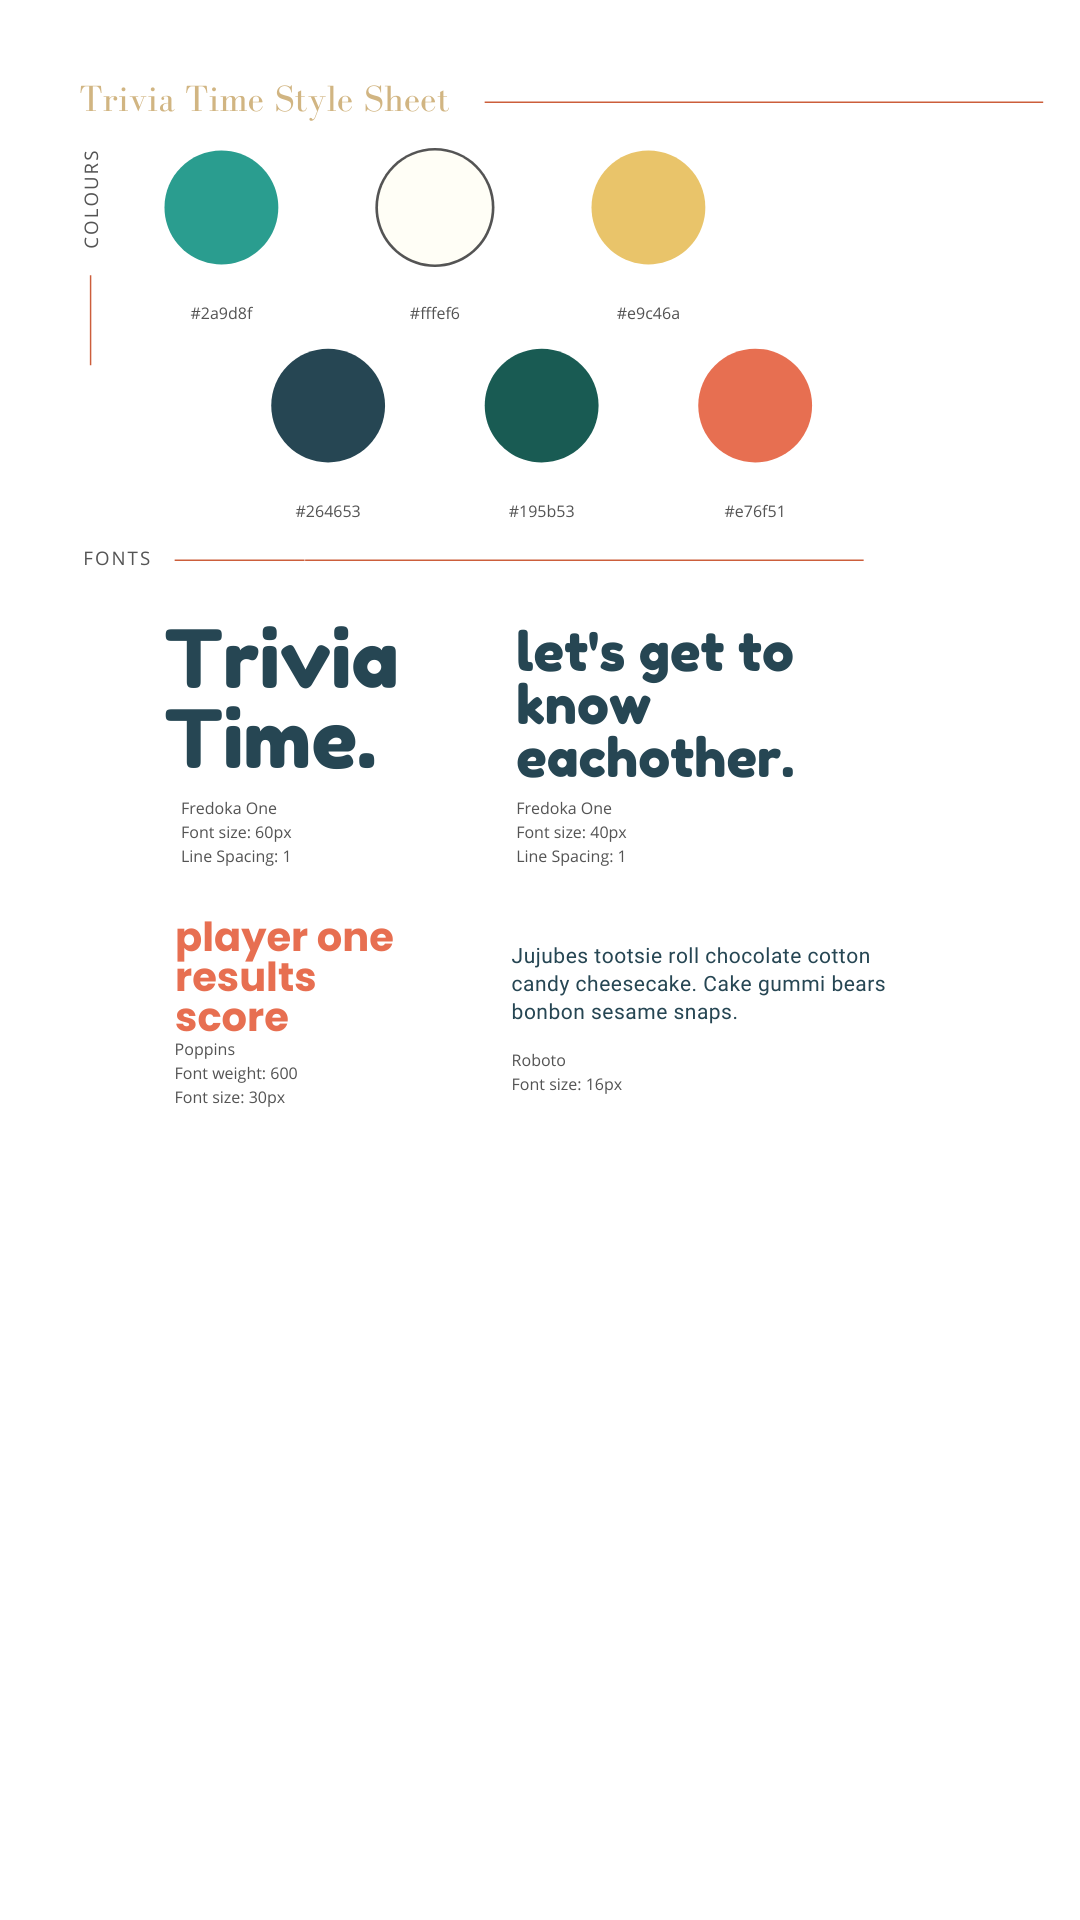 Trivia Time Style Sheet
COLOURS
#2a9d8f
#fffef6
#e9c46a
#264653
#195b53
#e76f51
FONTS
Trivia
Time.
Fredoka One
Font size: 60px
Line Spacing: 1
let's get to
know
eachother.
Fredoka One
Font size: 40px
Line Spacing: 1
player one
results
score
Poppins
Font weight: 600
Font size: 30px
Jujubes tootsie roll chocolate cotton
candy cheesecake. Cake gummi bears
bonbon sesame snaps.
Roboto
Font size: 16px